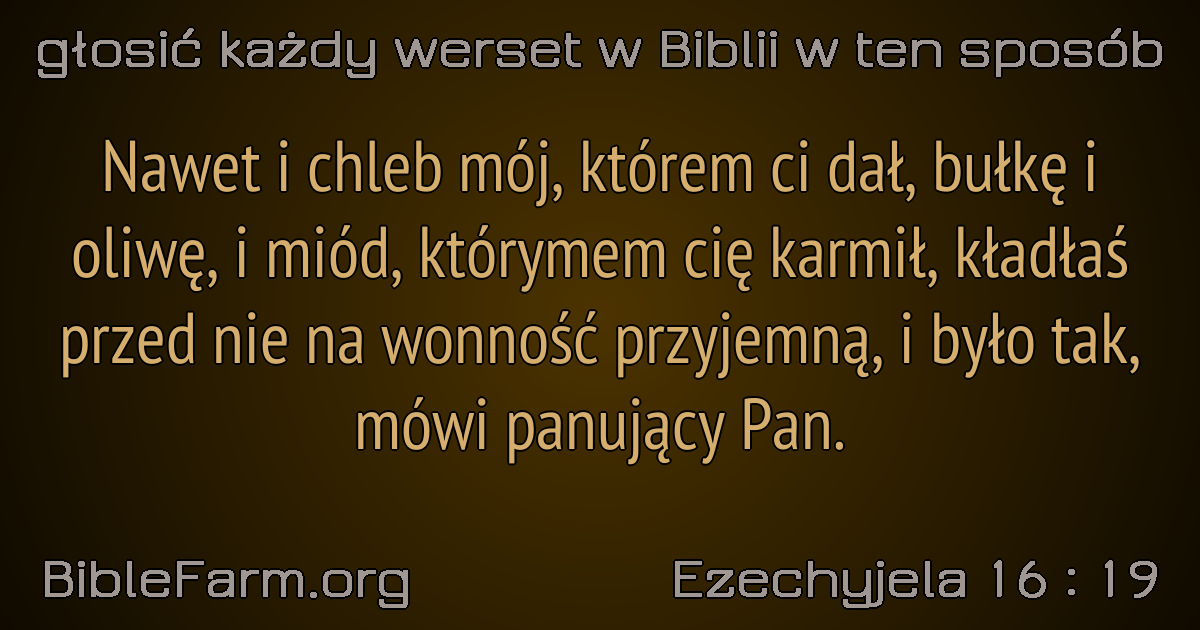 głosić każdy werset w Biblii w ten sposób
Nawet i chleb mój, którem ci dał, bułkę i
oliwę, i miód, którymem cię karmił, kładłaś
przed nie na wonność przyjemną, i było tak,
mówi panujący Pan.
BibleFarm.org
Ezechyjela 16 : 19